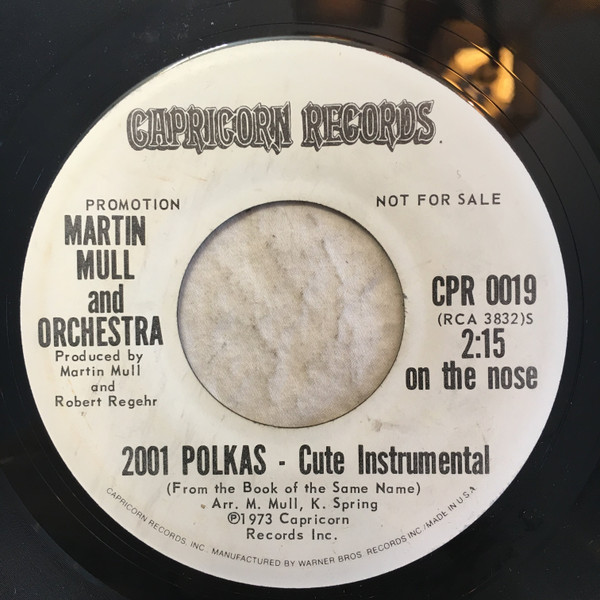 CAPRICORN RECORDS
PROMOTION
NOT FOR SALE
MARTIN
MULL
and
ORCHESTRA
Produced by
Martin Mull
and
Robert Regehr
CPR 0019
(RCA 3832)S
2:15
on the nose
2001 POLKAS - Cute Instrumental
(From the Book of the Same Name)
Arr. M. Mull, K. Spring
℗1973 Capricorn
Records Inc.
CAPRICORN RECORDS, INC. MANUFACTURED BY WARNER BROS. RECORDS INC./MADE IN U.S.A.